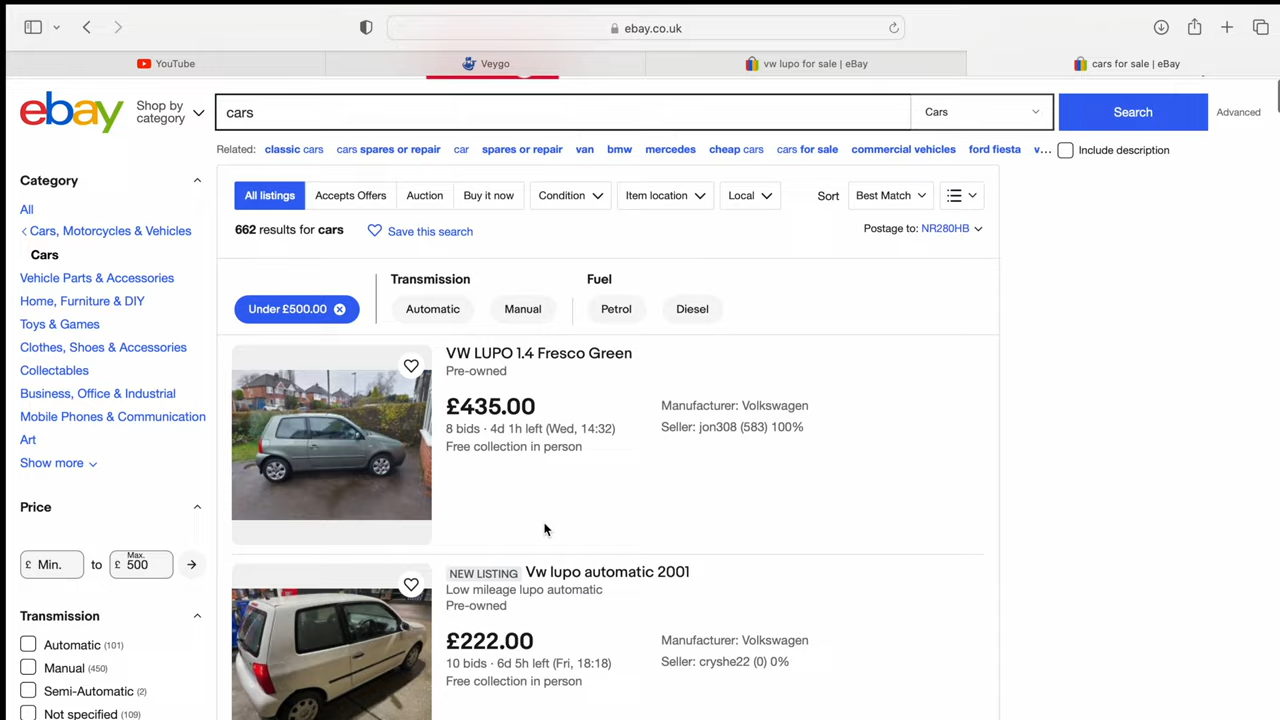 ebay.co.uk
YouTube
Veygo
vw lupo for sale | eBay
cars for sale | eBay
ebay
Shop by category
cars
Cars
Search
Advanced
Related: classic cars cars spares or repair car spares or repair van bmw mercedes cheap cars cars for sale commercial vehicles ford fiesta v...
Include description
Category
All
Cars, Motorcycles & Vehicles
Cars
Vehicle Parts & Accessories
Home, Furniture & DIY
Toys & Games
Clothes, Shoes & Accessories
Collectables
Business, Office & Industrial
Mobile Phones & Communication
Art
Show more
Price
£ Min. to Max. £ 500
Transmission
Automatic (101)
Manual (450)
Semi-Automatic (2)
Not specified (109)
All listings Accepts Offers Auction Buy it now Condition Item location Local Sort Best Match
662 results for cars Save this search Postage to: NR280HB
Transmission Fuel
Under £500.00 Automatic Manual Petrol Diesel
VW LUPO 1.4 Fresco Green
Pre-owned
£435.00
8 bids · 4d 1h left (Wed, 14:32)
Free collection in person
Manufacturer: Volkswagen
Seller: jon308 (583) 100%
NEW LISTING Vw lupo automatic 2001
Low mileage lupo automatic
Pre-owned
£222.00
10 bids · 6d 5h left (Fri, 18:18)
Free collection in person
Manufacturer: Volkswagen
Seller: cryshe22 (0) 0%